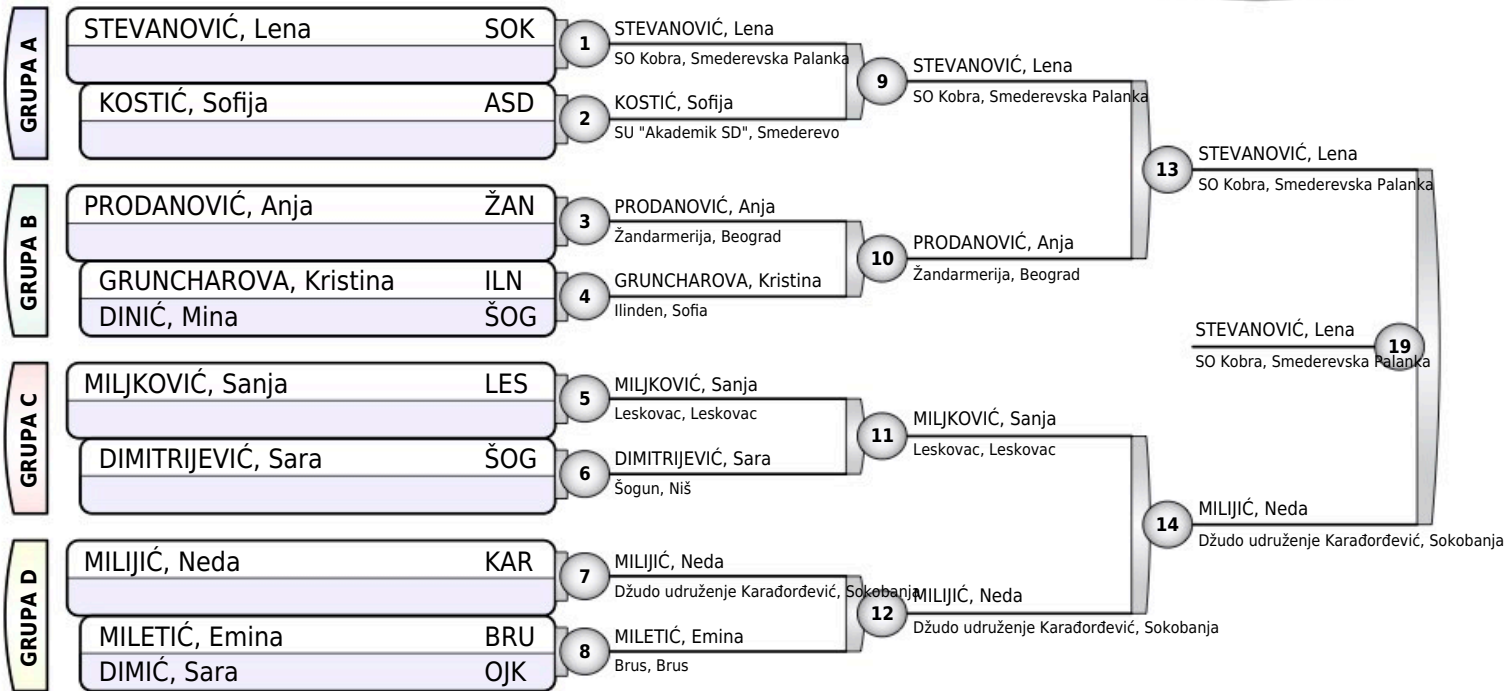 GRUPA A
STEVANOVIĆ, Lena SOK
KOSTIĆ, Sofija ASD
1
STEVANOVIĆ, Lena
SO Kobra, Smederevska Palanka
2
KOSTIĆ, Sofija
SU "Akademik SD", Smederevo
9
STEVANOVIĆ, Lena
SO Kobra, Smederevska Palanka
GRUPA B
PRODANOVIĆ, Anja ŽAN
GRUNCHAROVA, Kristina ILN
DINIĆ, Mina ŠOG
3
PRODANOVIĆ, Anja
Žandarmerija, Beograd
4
GRUNCHAROVA, Kristina
Ilinden, Sofia
10
PRODANOVIĆ, Anja
Žandarmerija, Beograd
13
STEVANOVIĆ, Lena
SO Kobra, Smederevska Palanka
GRUPA C
MILJKOVIĆ, Sanja LES
DIMITRIJEVIĆ, Sara ŠOG
5
MILJKOVIĆ, Sanja
Leskovac, Leskovac
6
DIMITRIJEVIĆ, Sara
Šogun, Niš
11
MILJKOVIĆ, Sanja
Leskovac, Leskovac
GRUPA D
MILIJIĆ, Neda KAR
MILETIĆ, Emina BRU
DIMIĆ, Sara OJK
7
MILIJIĆ, Neda
Džudo udruženje Karađorđević, Sokobanja
8
MILETIĆ, Emina
Brus, Brus
12
MILIJIĆ, Neda
Džudo udruženje Karađorđević, Sokobanja
14
MILIJIĆ, Neda
Džudo udruženje Karađorđević, Sokobanja
STEVANOVIĆ, Lena
19
SO Kobra, Smederevska Palanka